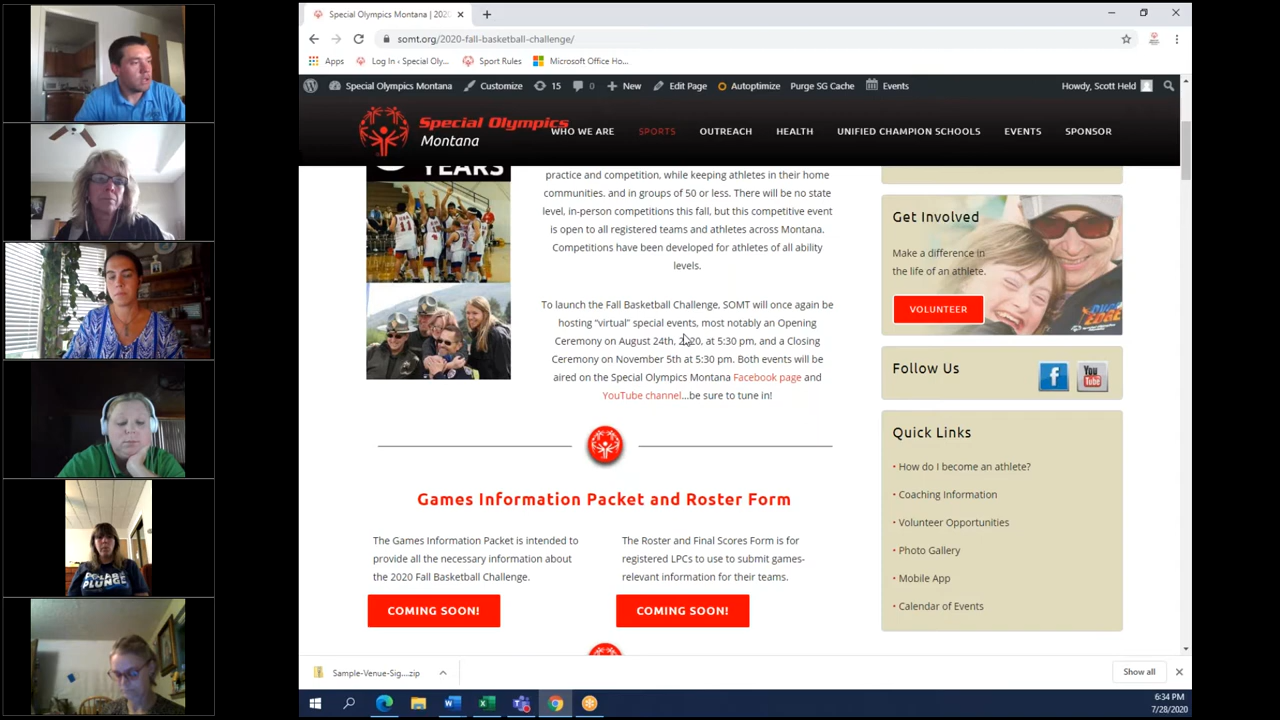 Special Olympics Montana | 202
somt.org/2020-fall-basketball-challenge/
Apps Log In ‹ Special Oly... Sport Rules Microsoft Office Ho...
Special Olympics Montana Customize 15 0 New Edit Page Autoptimize Purge SG Cache Events Howdy, Scott Held
Special Olympics
Montana
WHO WE ARE SPORTS OUTREACH HEALTH UNIFIED CHAMPION SCHOOLS EVENTS SPONSOR
YEARS
practice and competition, while keeping athletes in their home
communities. and in groups of 50 or less. There will be no state
level, in-person competitions this fall, but this competitive event
is open to all registered teams and athletes across Montana.
Competitions have been developed for athletes of all ability
levels.
To launch the Fall Basketball Challenge, SOMT will once again be
hosting “virtual” special events, most notably an Opening
Ceremony on August 24th, 2020, at 5:30 pm, and a Closing
Ceremony on November 5th at 5:30 pm. Both events will be
aired on the Special Olympics Montana Facebook page and
YouTube channel...be sure to tune in!
Games Information Packet and Roster Form
The Games Information Packet is intended to
provide all the necessary information about
the 2020 Fall Basketball Challenge.
COMING SOON!
The Roster and Final Scores Form is for
registered LPCs to use to submit games-
relevant information for their teams.
COMING SOON!
Get Involved
Make a difference in
the life of an athlete.
VOLUNTEER
Follow Us
f
You
Tube
Quick Links
How do I become an athlete?
Coaching Information
Volunteer Opportunities
Photo Gallery
Mobile App
Calendar of Events
Sample-Venue-Sig....zip
Show all
6:34 PM
7/28/2020
POLAR
PLUNGE